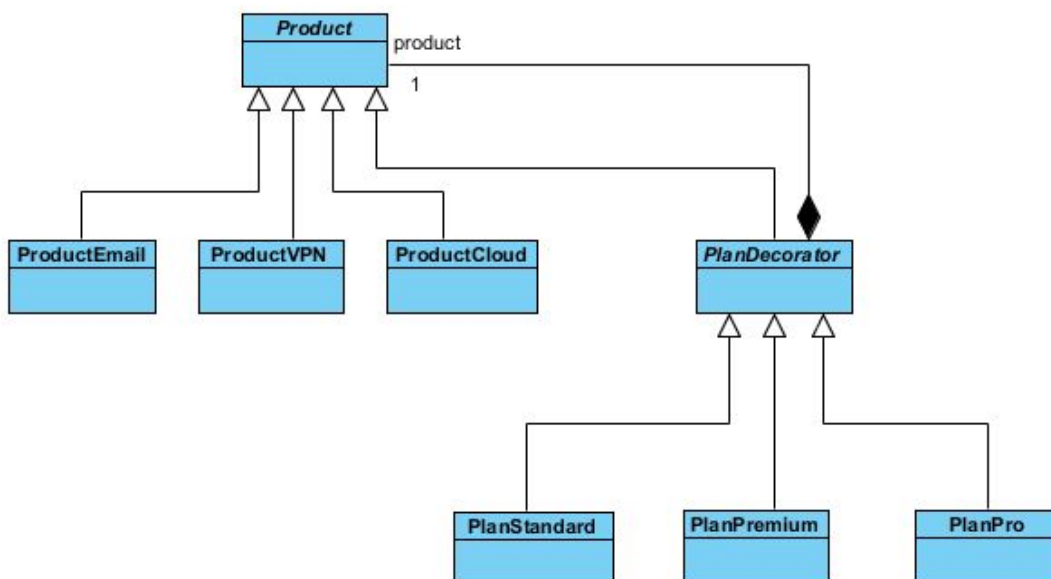 Product
product
1
ProductEmail
ProductVPN
ProductCloud
PlanDecorator
PlanStandard
PlanPremium
PlanPro